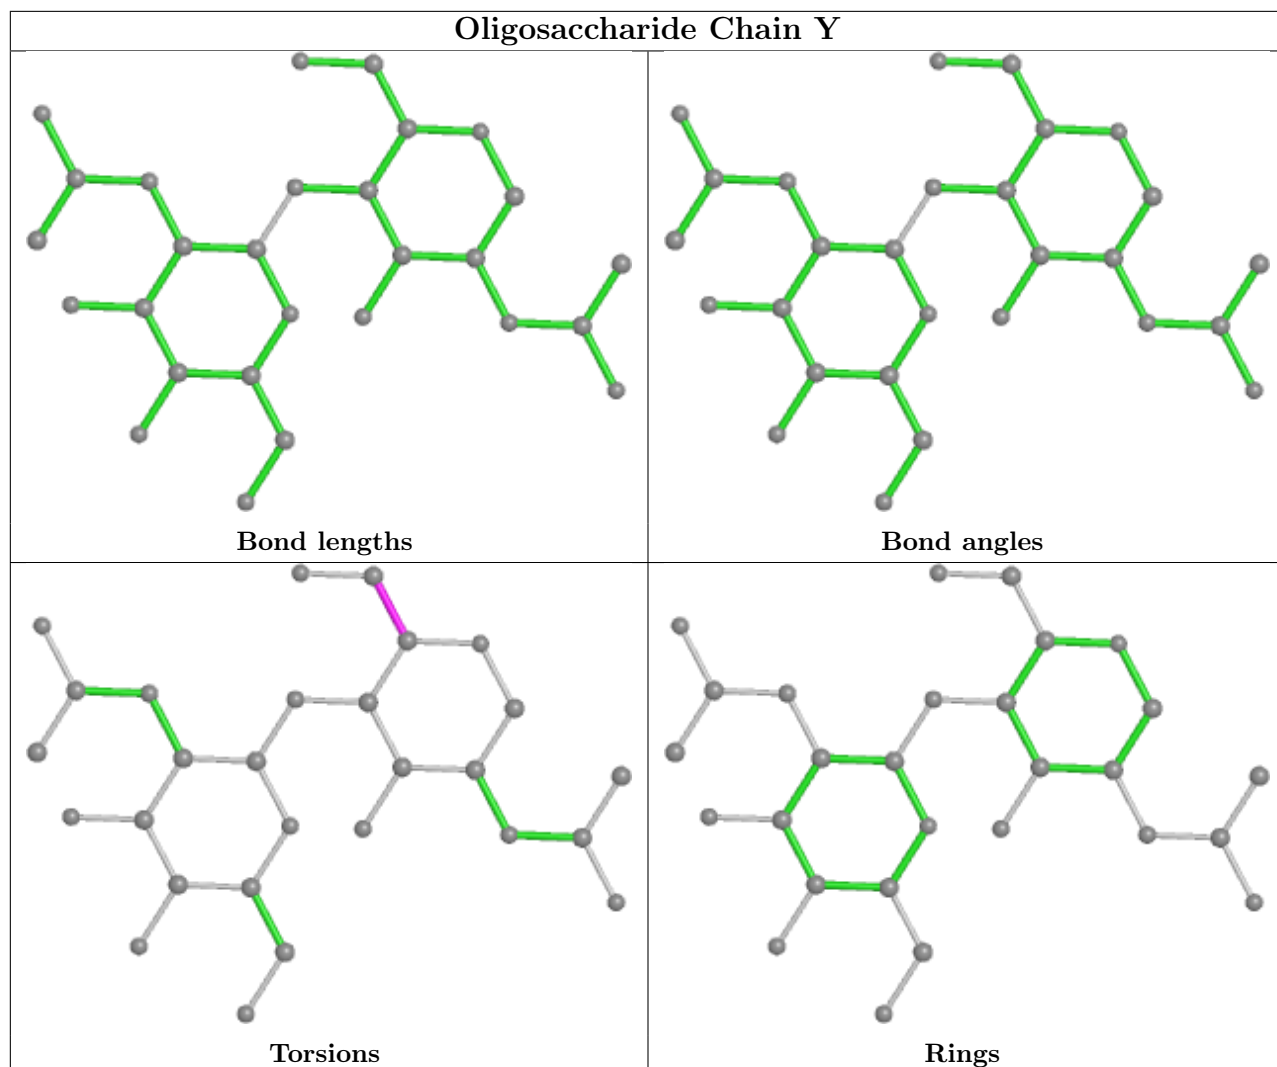 Oligosaccharide Chain Y
Bond lengths
Bond angles
Torsions
Rings